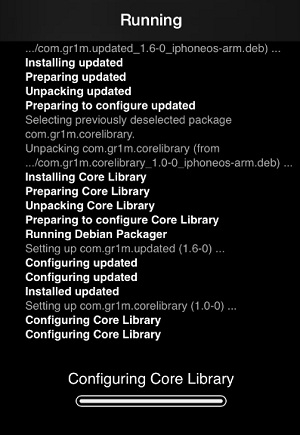 Running
.../com.gr1m.updated_1.6-0_iphoneos-arm.deb) ...
Installing updated
Preparing updated
Unpacking updated
Preparing to configure updated
Selecting previously deselected package
com.gr1m.corelibrary.
Unpacking com.gr1m.corelibrary (from
.../com.gr1m.corelibrary_1.0-0_iphoneos-arm.deb) ...
Installing Core Library
Preparing Core Library
Unpacking Core Library
Preparing to configure Core Library
Running Debian Packager
Setting up com.gr1m.updated (1.6-0) ...
Configuring updated
Configuring updated
Installed updated
Setting up com.gr1m.corelibrary (1.0-0) ...
Configuring Core Library
Configuring Core Library
Configuring Core Library